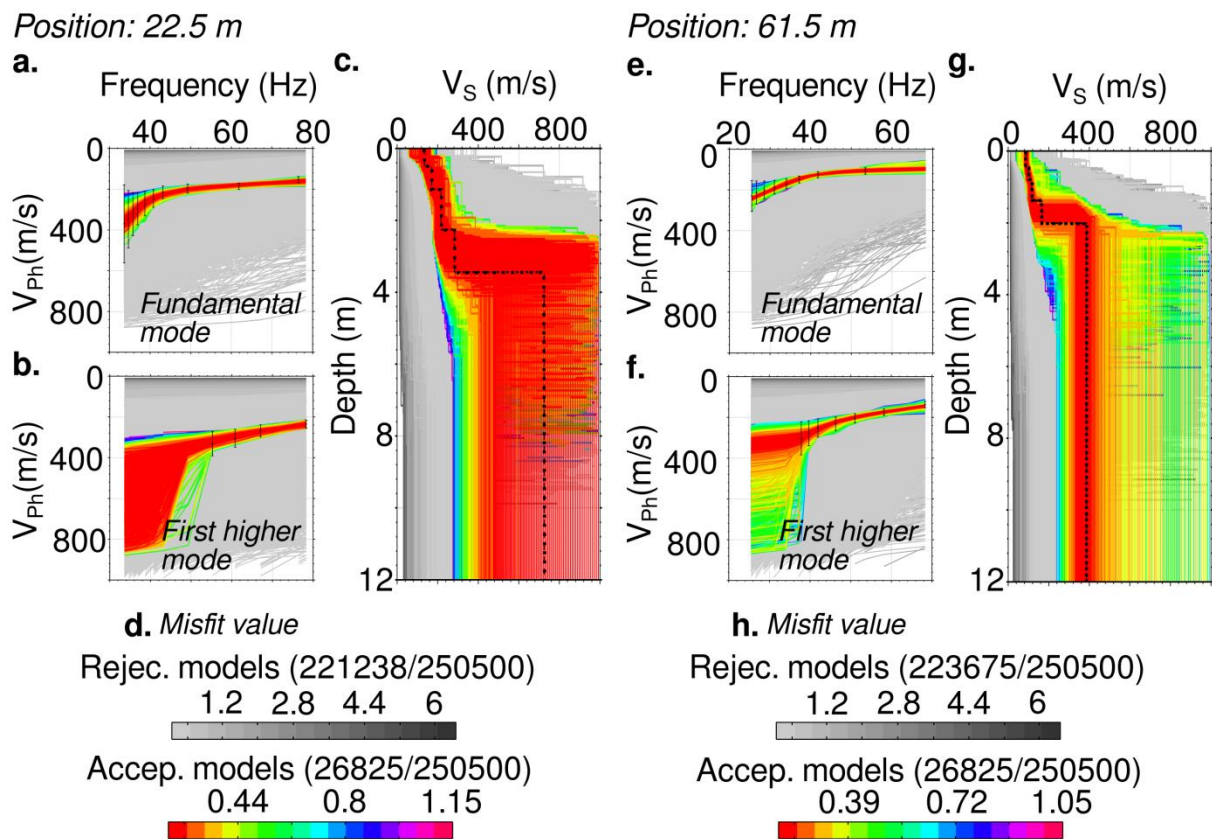 Position: 22.5 m
a.
Frequency (Hz)
40 60 80
0
400
800
V_Ph(m/s)
Fundamental
mode
b.
0
400
800
V_Ph(m/s)
First higher
mode
c.
V_S (m/s)
0 400 800
0
4
8
12
Depth (m)
d. Misfit value
Rejec. models (221238/250500)
1.2 2.8 4.4 6
Accep. models (26825/250500)
0.44 0.8 1.15
Position: 61.5 m
e.
Frequency (Hz)
20 40 60
0
400
800
V_Ph(m/s)
Fundamental
mode
f.
0
400
800
V_Ph(m/s)
First higher
mode
g.
V_S (m/s)
0 400 800
0
4
8
12
Depth (m)
h. Misfit value
Rejec. models (223675/250500)
1.2 2.8 4.4 6
Accep. models (26825/250500)
0.39 0.72 1.05